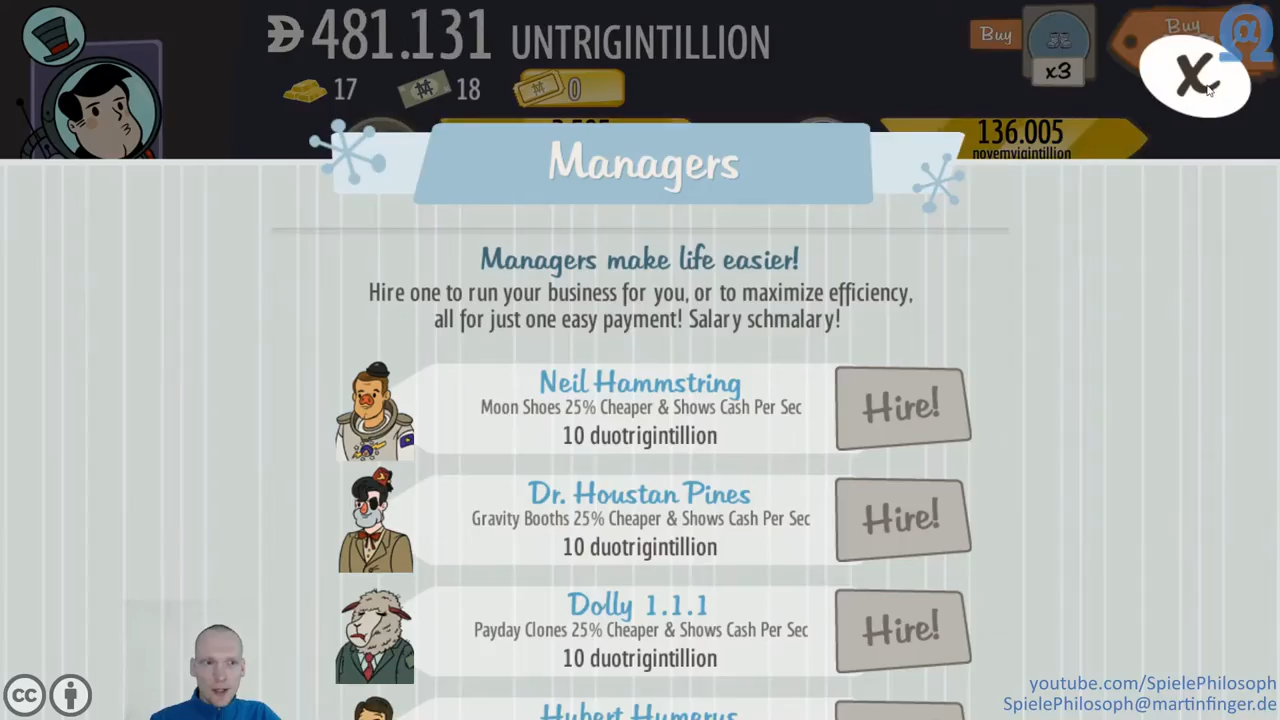 481.131 UNTRIGINTILLION
17 18 0
Buy x3 Buy
X
136.005
novemvigintillion
Managers
Managers make life easier!
Hire one to run your business for you, or to maximize efficiency,
all for just one easy payment! Salary schmalary!
Neil Hammstring
Moon Shoes 25% Cheaper & Shows Cash Per Sec
10 duotrigintillion
Hire!
Dr. Houstan Pines
Gravity Booths 25% Cheaper & Shows Cash Per Sec
10 duotrigintillion
Hire!
Dolly 1.1.1
Payday Clones 25% Cheaper & Shows Cash Per Sec
10 duotrigintillion
Hire!
Hubert Humerus
cc
youtube.com/SpielePhilosoph
SpielePhilosoph@martinfinger.de